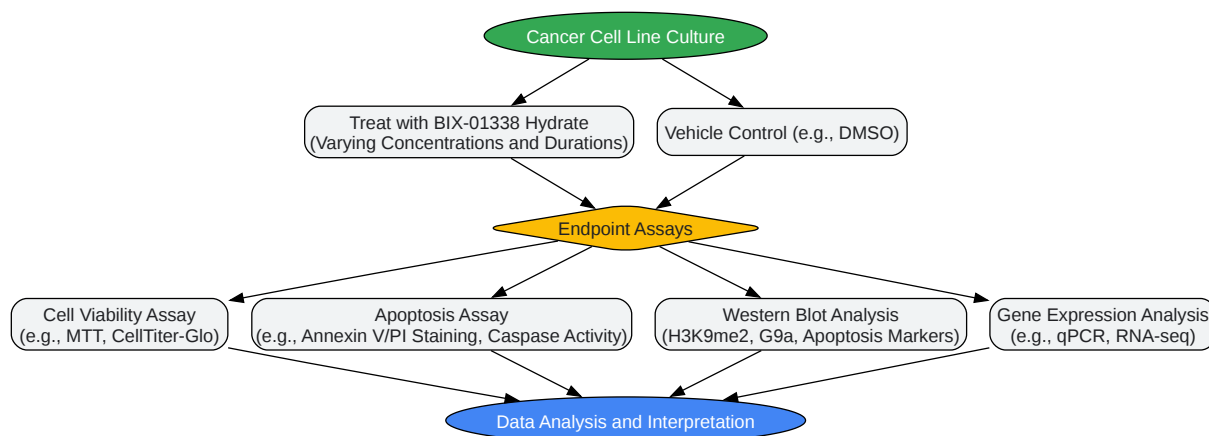 Cancer Cell Line Culture
Treat with BIX-01338 Hydrate
(Varying Concentrations and Durations)
Vehicle Control (e.g., DMSO)
Endpoint Assays
Cell Viability Assay
(e.g., MTT, CellTiter-Glo)
Apoptosis Assay
(e.g., Annexin V/PI Staining, Caspase Activity)
Western Blot Analysis
(H3K9me2, G9a, Apoptosis Markers)
Gene Expression Analysis
(e.g., qPCR, RNA-seq)
Data Analysis and Interpretation